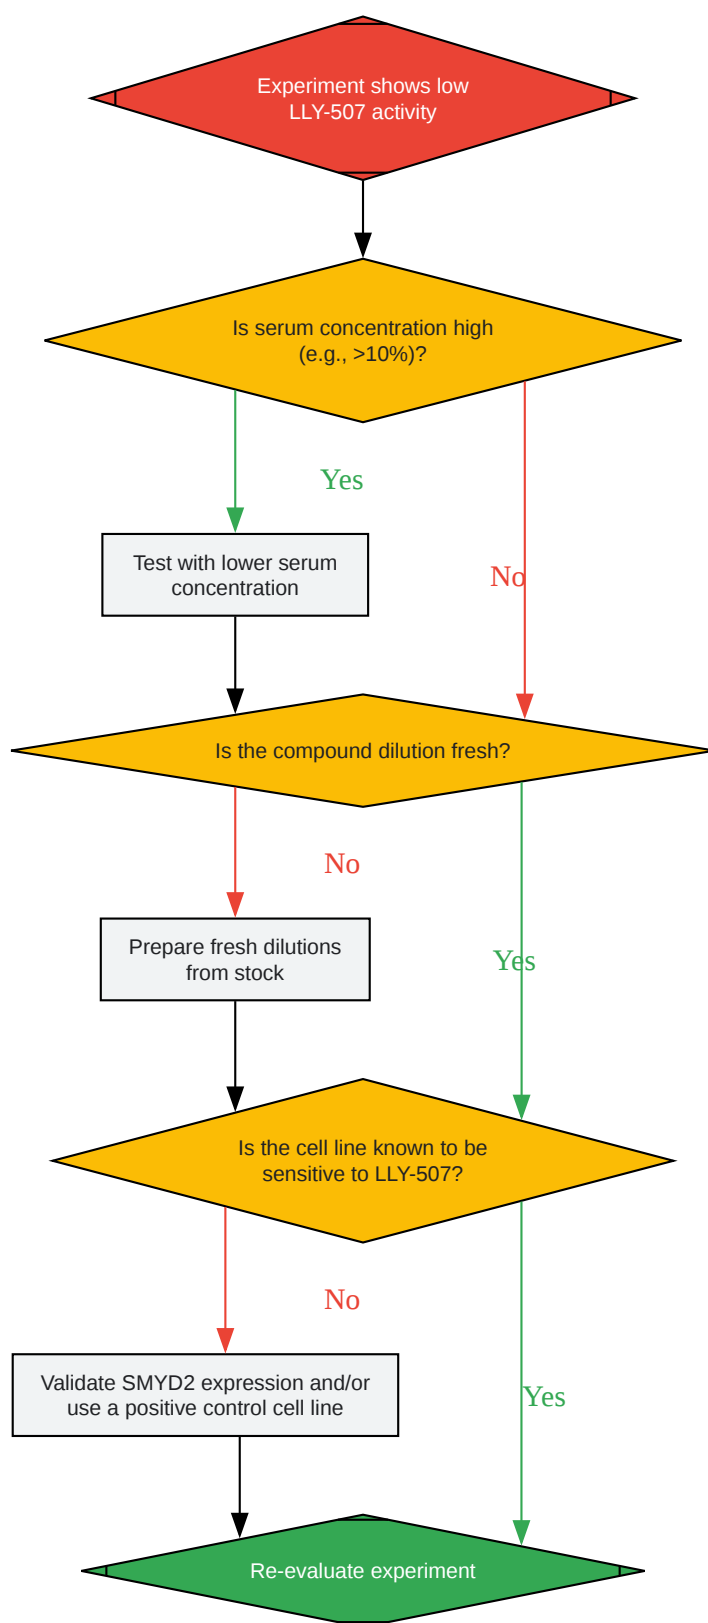 Experiment shows low
LLY-507 activity
Is serum concentration high
(e.g., >10%)?
Yes
Test with lower serum
concentration
No
Is the compound dilution fresh?
No
Prepare fresh dilutions
from stock
Yes
Is the cell line known to be
sensitive to LLY-507?
No
Validate SMYD2 expression and/or
use a positive control cell line
Yes
Re-evaluate experiment